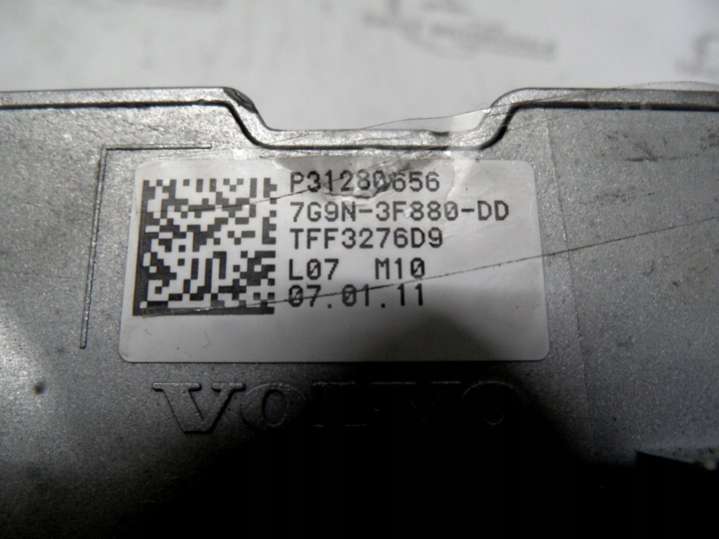 P31280656
7G9N-3F880-DD
TFF3276D9
L07 M10
07.01.11
VOLVO